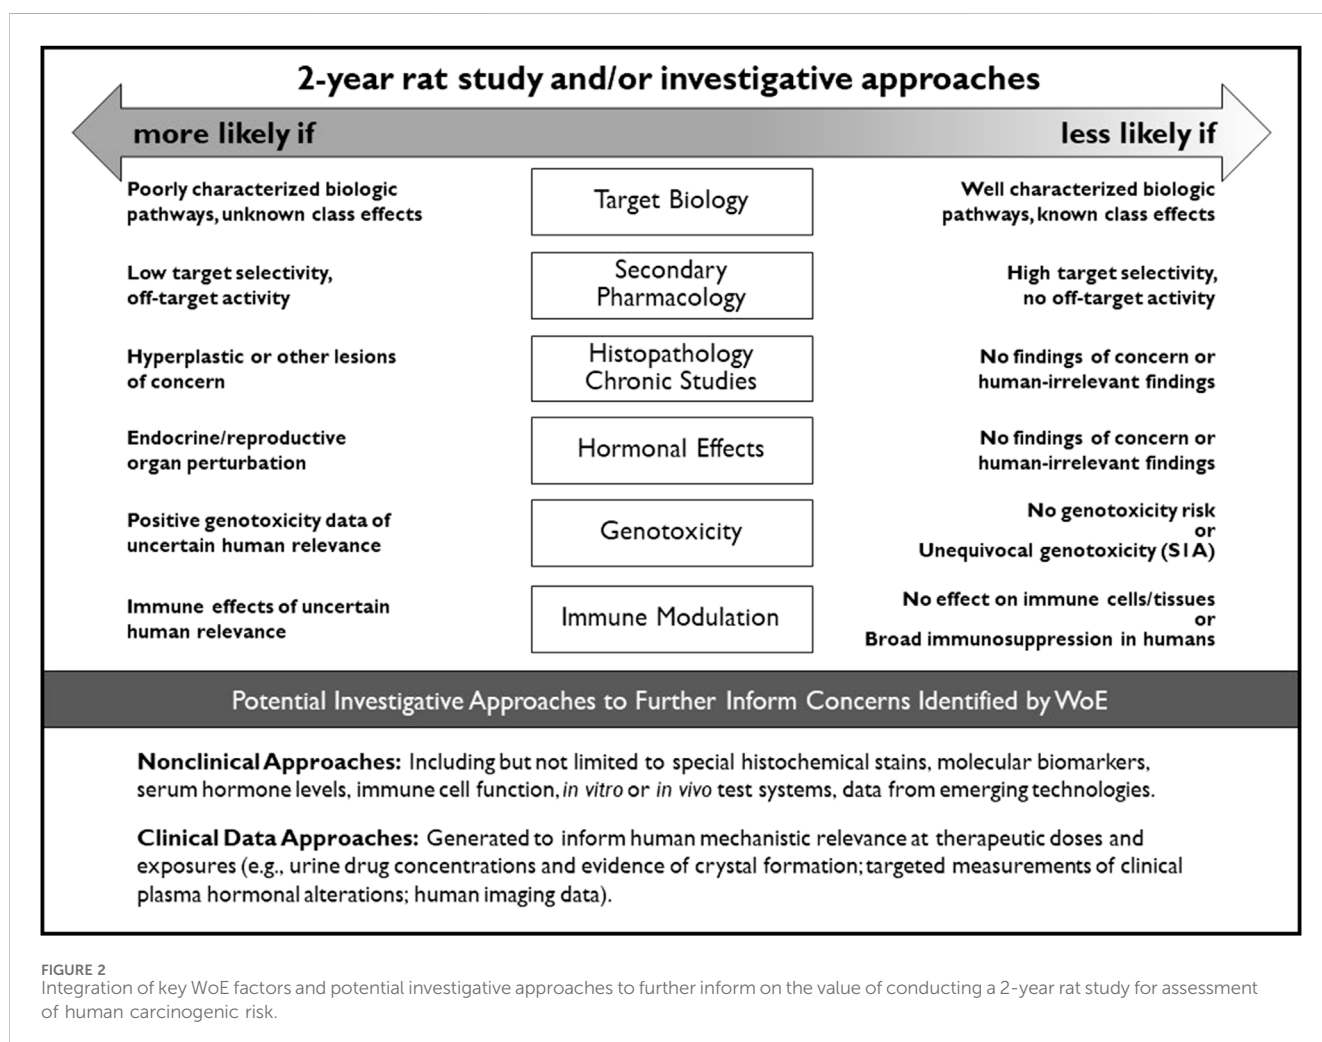 2-year rat study and/or investigative approaches
more likely if
less likely if
Poorly characterized biologic
pathways, unknown class effects
Target Biology
Well characterized biologic
pathways, known class effects
Low target selectivity,
off-target activity
Secondary
Pharmacology
High target selectivity,
no off-target activity
Hyperplastic or other lesions
of concern
Histopathology
Chronic Studies
No findings of concern or
human-irrelevant findings
Endocrine/reproductive
organ perturbation
Hormonal Effects
No findings of concern or
human-irrelevant findings
Positive genotoxicity data of
uncertain human relevance
Genotoxicity
No genotoxicity risk
or
Unequivocal genotoxicity (S1A)
Immune effects of uncertain
human relevance
Immune Modulation
No effect on immune cells/tissues
or
Broad immunosuppression in humans
Potential Investigative Approaches to Further Inform Concerns Identified by WoE
Nonclinical Approaches: Including but not limited to special histochemical stains, molecular biomarkers,
serum hormone levels, immune cell function, in vitro or in vivo test systems, data from emerging technologies.
Clinical Data Approaches: Generated to inform human mechanistic relevance at therapeutic doses and
exposures (e.g., urine drug concentrations and evidence of crystal formation; targeted measurements of clinical
plasma hormonal alterations; human imaging data).
FIGURE 2
Integration of key WoE factors and potential investigative approaches to further inform on the value of conducting a 2-year rat study for assessment
of human carcinogenic risk.